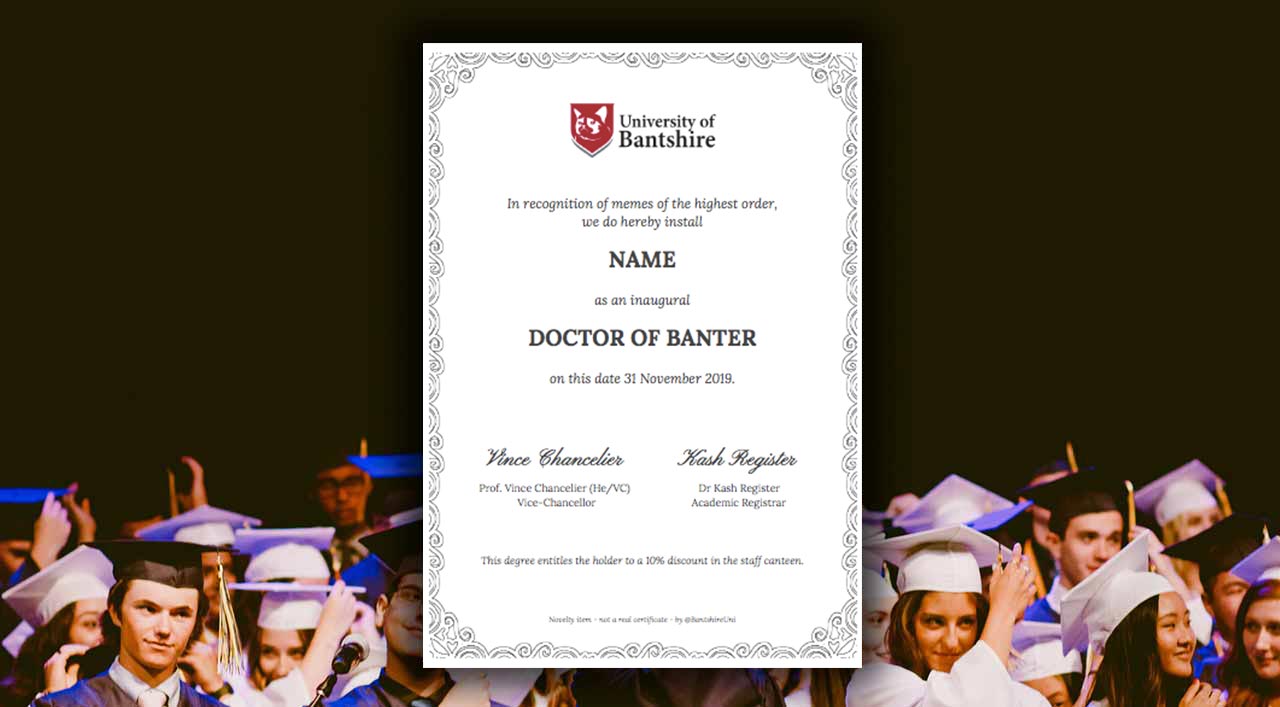 University of
Bantshire
In recognition of memes of the highest order,
we do hereby install
NAME
as an inaugural
DOCTOR OF BANTER
on this date 31 November 2019.
Vince Chancelier
Kash Register
Prof. Vince Chancelier (He/VC)
Vice-Chancellor
Dr Kash Register
Academic Registrar
This degree entitles the holder to a 10% discount in the staff canteen.
Novelty item - not a real certificate - by @BantshireUni